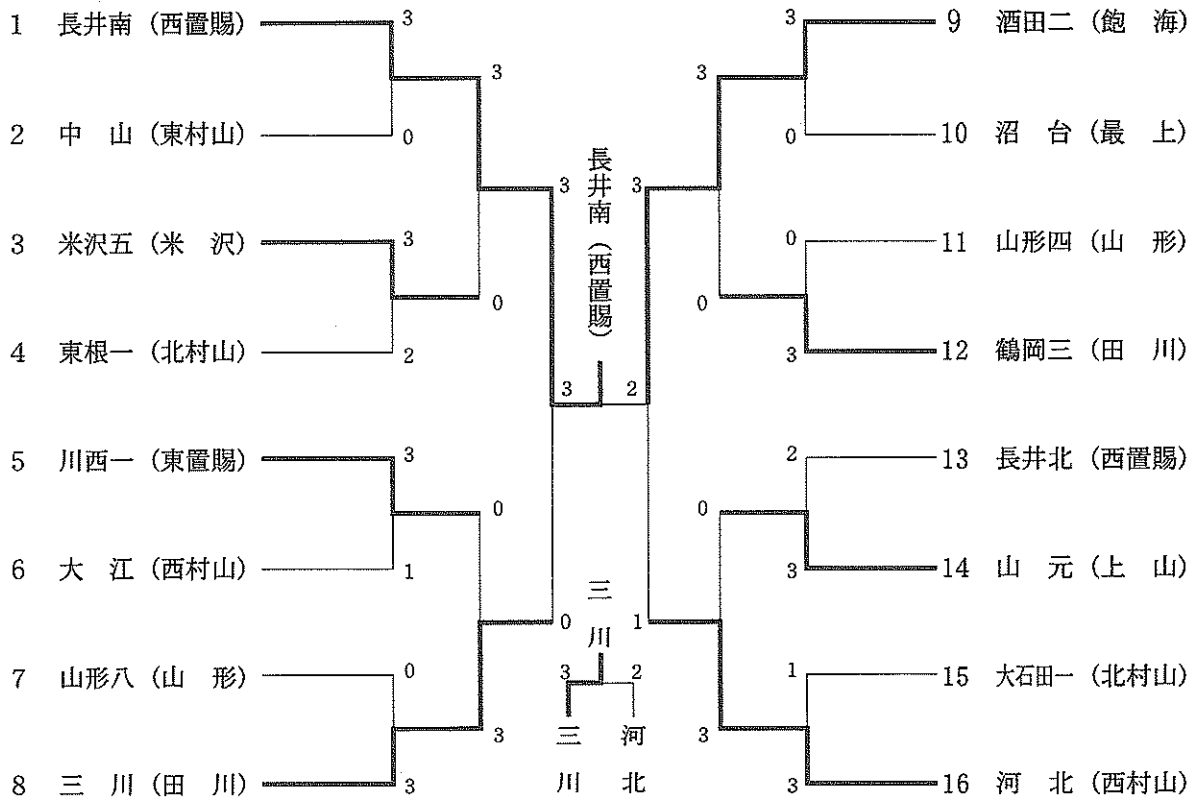 1 長井南 (西置賜)
3
2 中 山 (東村山)
0
3
3 米沢五 (米 沢)
3
4 東根一 (北村山)
2
0
3
5 川西一 (東置賜)
3
6 大 江 (西村山)
1
0
7 山形八 (山 形)
0
8 三 川 (田 川)
3
3
0
長井南 (西置賜)
3 2
三川
3 2
三川 河北
9 酒田二 (飽 海)
3
10 沼 台 (最 上)
0
3
11 山形四 (山 形)
0
12 鶴岡三 (田 川)
3
0
3
13 長井北 (西置賜)
2
14 山 元 (上 山)
3
0
15 大石田一 (北村山)
1
16 河 北 (西村山)
3
3
1